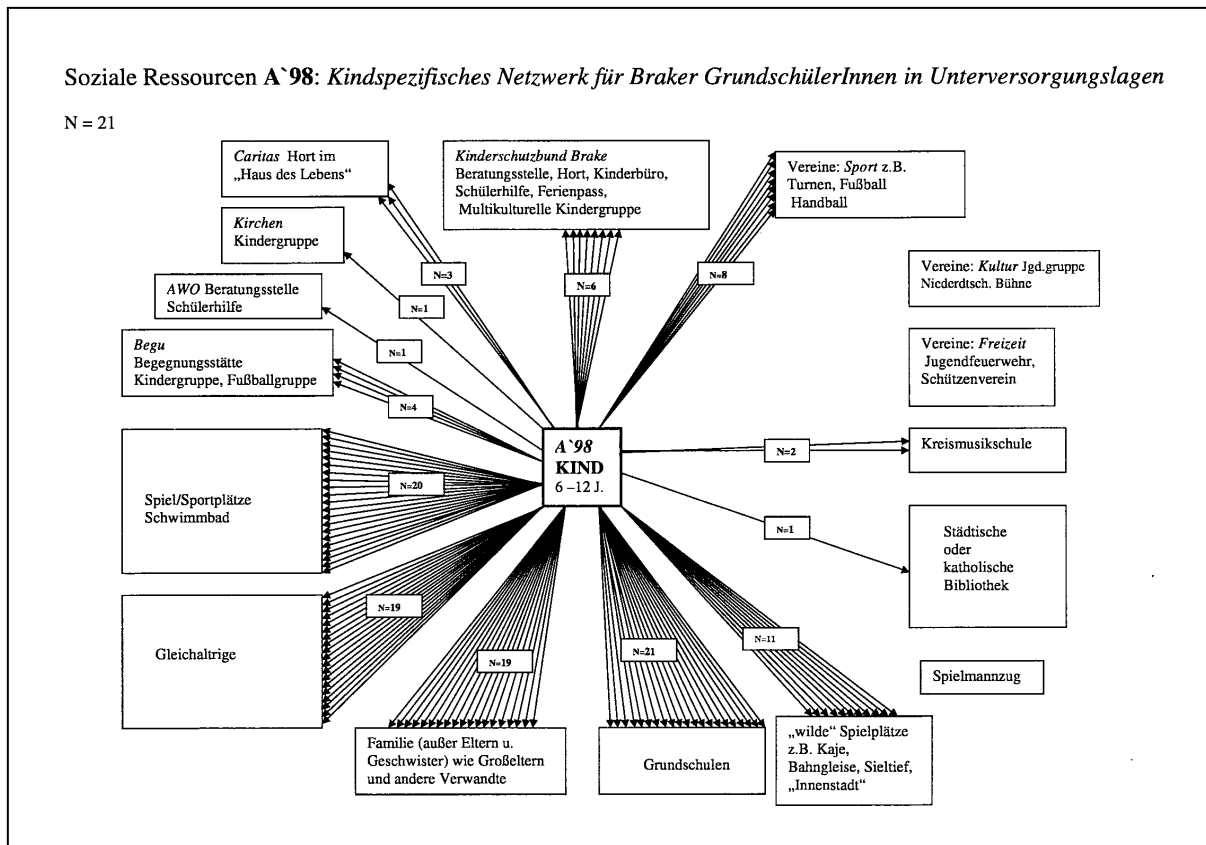 Soziale Ressourcen A`98: Kindspezifisches Netzwerk für Braker GrundschülerInnen in Unterversorgungslagen
N = 21
Caritas Hort im
„Haus des Lebens“
Kinderschutzbund Brake
Beratungsstelle, Hort, Kinderbüro,
Schülerhilfe, Ferienpass,
Multikulturelle Kindergruppe
Vereine: Sport z.B.
Turnen, Fußball
Handball
Kirchen
Kindergruppe
Vereine: Kultur Jgd.gruppe
Niederdtsch. Bühne
AWO Beratungsstelle
Schülerhilfe
Begu
Begegnungsstätte
Kindergruppe, Fußballgruppe
Vereine: Freizeit
Jugendfeuerwehr,
Schützenverein
N=3
N=6
N=8
N=1
N=1
N=4
A`98
KIND
6 –12 J.
N=2
Kreismusikschule
Spiel/Sportplätze
Schwimmbad
N=20
N=1
Städtische
oder
katholische
Bibliothek
Gleichaltrige
N=19
N=19
N=21
N=11
Spielmannzug
Familie (außer Eltern u.
Geschwister) wie Großeltern
und andere Verwandte
Grundschulen
„wilde“ Spielplätze
z.B. Kaje,
Bahngleise, Sieltief,
„Innenstadt“